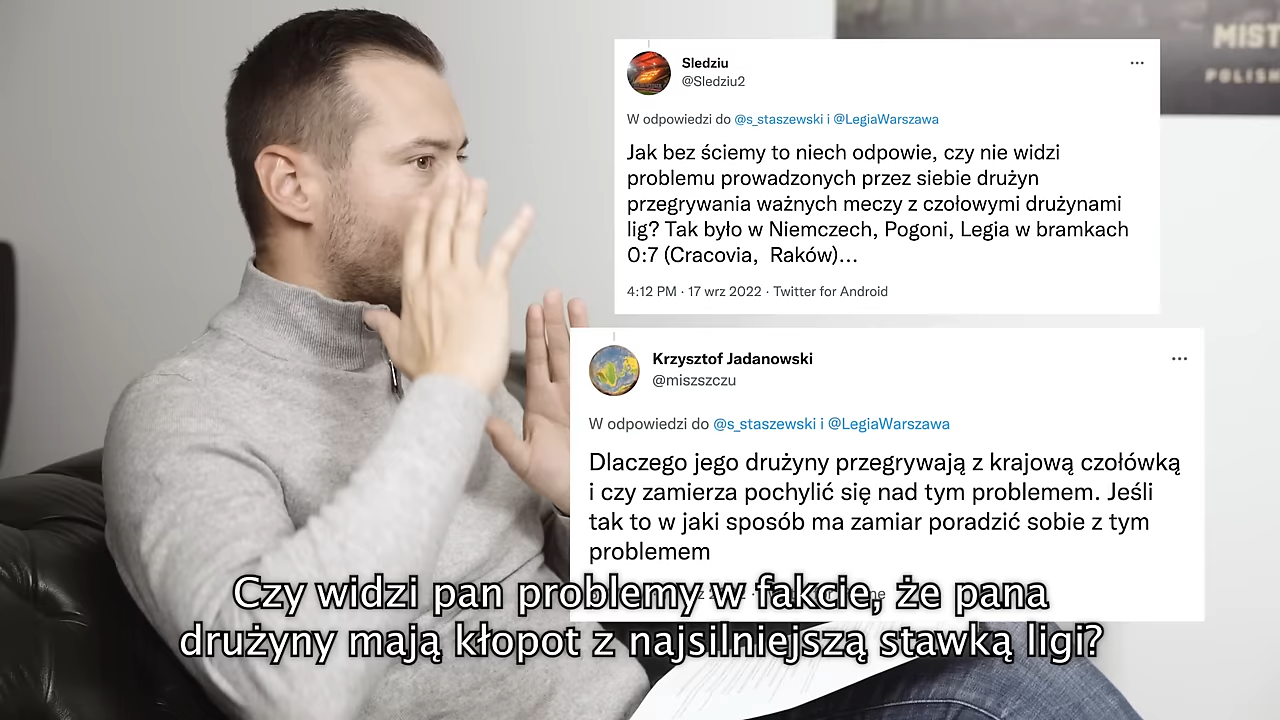 MIST
POLISH
Sledziu
@Sledziu2
W odpowiedzi do @s_staszewski i @LegiaWarszawa
Jak bez ściemy to niech odpowie, czy nie widzi
problemu prowadzonych przez siebie drużyn
przegrywania ważnych meczy z czołowymi drużynami
lig? Tak było w Niemczech, Pogoni, Legia w bramkach
0:7 (Cracovia, Raków)...
4:12 PM · 17 wrz 2022 · Twitter for Android
Krzysztof Jadanowski
@miszszczu
W odpowiedzi do @s_staszewski i @LegiaWarszawa
Dlaczego jego drużyny przegrywają z krajową czołówką
i czy zamierza pochylić się nad tym problemem. Jeśli
tak to w jaki sposób ma zamiar poradzić sobie z tym
problemem
Czy widzi pan problemy w fakcie, że pana
drużyny mają kłopot z najsilniejszą stawką ligi?